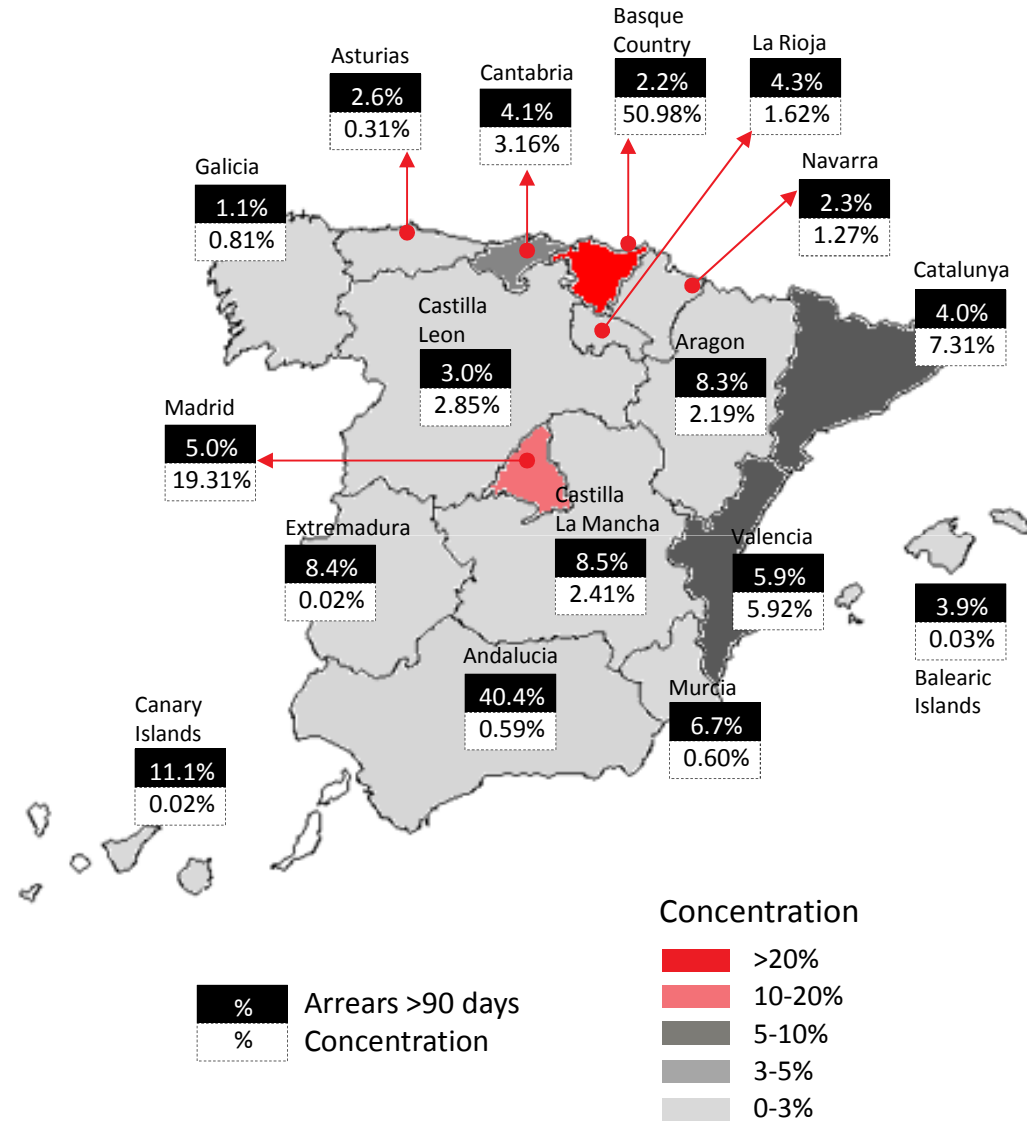 Basque
Country
2.2%
50.98%
La Rioja
4.3%
1.62%
Asturias
2.6%
0.31%
Cantabria
4.1%
3.16%
Navarra
2.3%
1.27%
Galicia
1.1%
0.81%
Catalunya
4.0%
7.31%
Castilla
Leon
3.0%
2.85%
Aragon
8.3%
2.19%
Madrid
5.0%
19.31%
Castilla
La Mancha
8.5%
2.41%
Extremadura
8.4%
0.02%
Valencia
5.9%
5.92%
3.9%
0.03%
Balearic
Islands
Andalucia
40.4%
0.59%
Murcia
6.7%
0.60%
Canary
Islands
11.1%
0.02%
Concentration
>20%
10-20%
5-10%
3-5%
0-3%
% Arrears >90 days
% Concentration